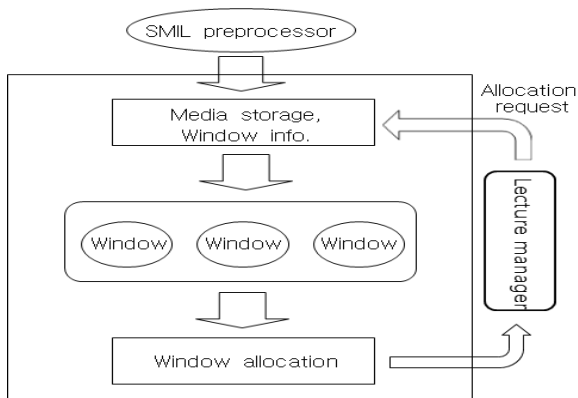 SMIL preprocessor
Media storage,
Window info.
Allocation
request
Lecture manager
Window Window Window
Window allocation